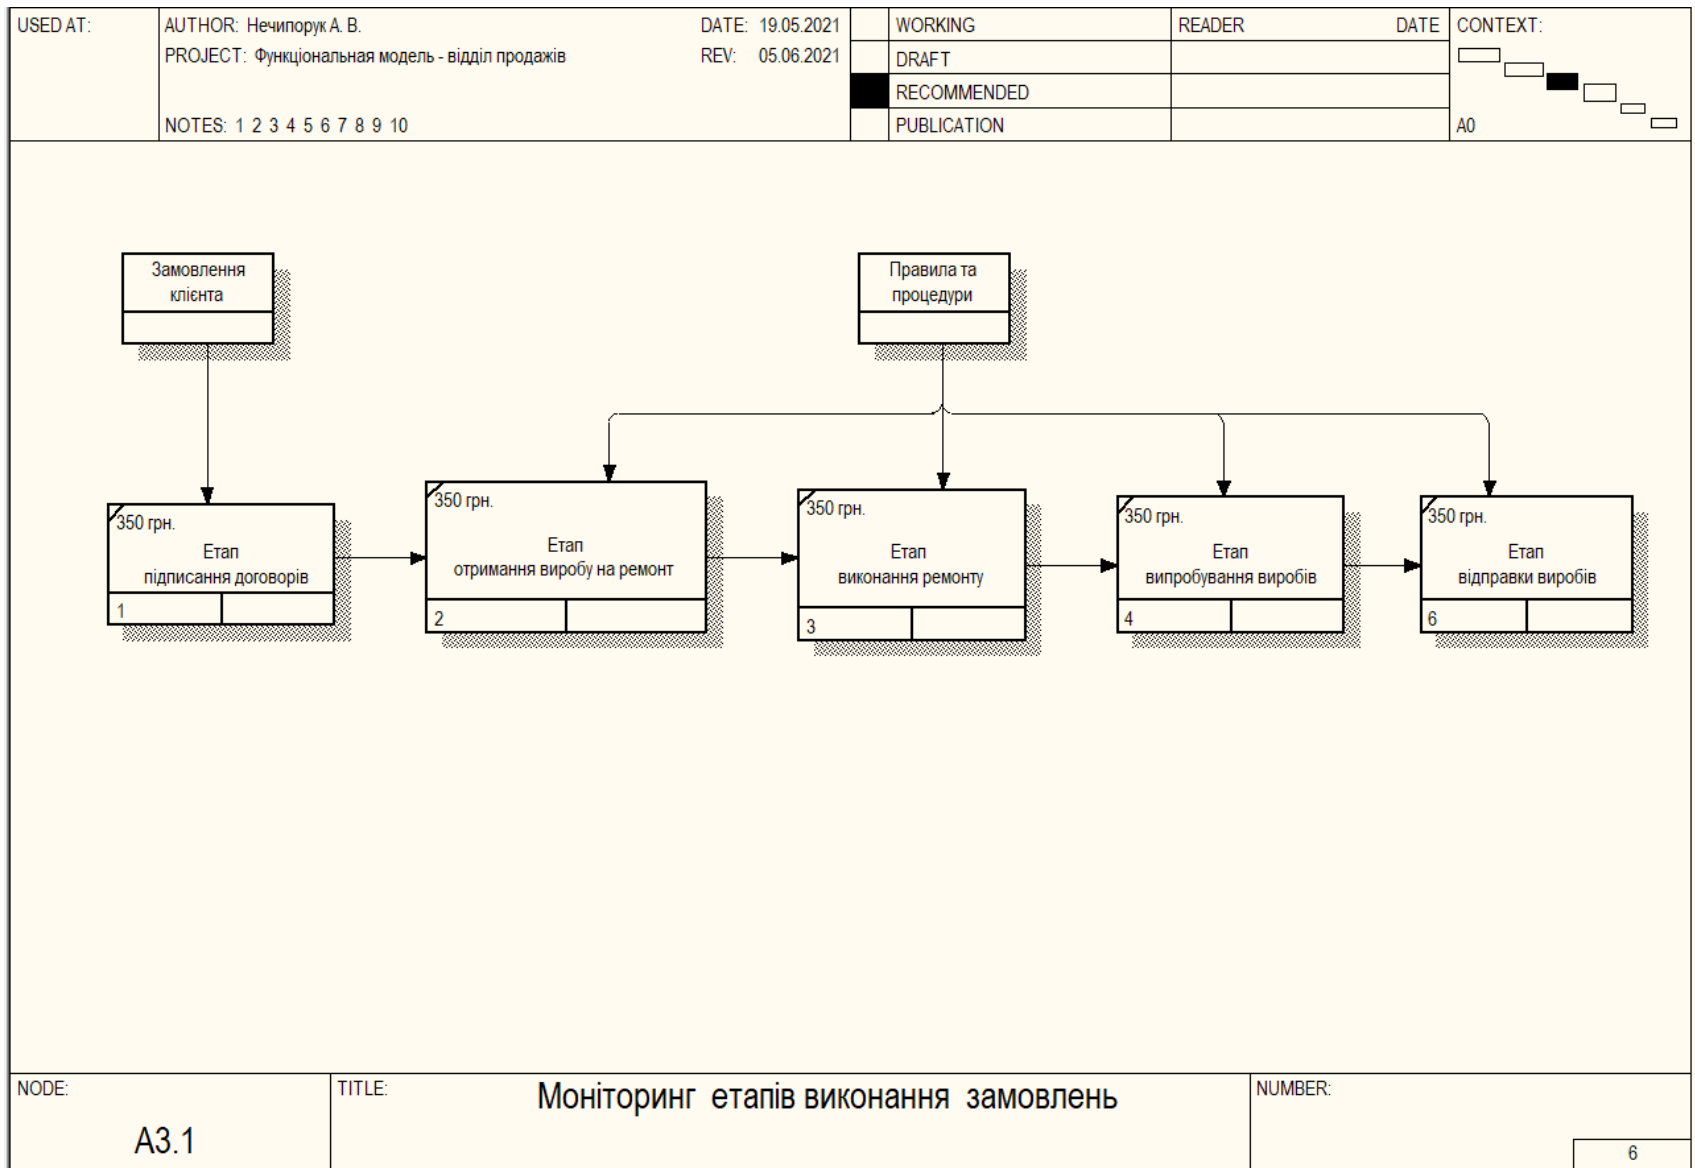 USED AT:
AUTHOR: Нечипорук А. В.
DATE: 19.05.2021
PROJECT: Функціональная модель - відділ продажів
REV: 05.06.2021
NOTES: 1 2 3 4 5 6 7 8 9 10
WORKING
DRAFT
RECOMMENDED
PUBLICATION
READER DATE
CONTEXT:
A0
Замовлення
клієнта
Правила та
процедури
350 грн.
Етап
підписання договорів
1
350 грн.
Етап
отримання виробу на ремонт
2
350 грн.
Етап
виконання ремонту
3
350 грн.
Етап
випробування виробів
4
350 грн.
Етап
відправки виробів
6
NODE:
А3.1
TITLE:
Моніторинг етапів виконання замовлень
NUMBER:
6